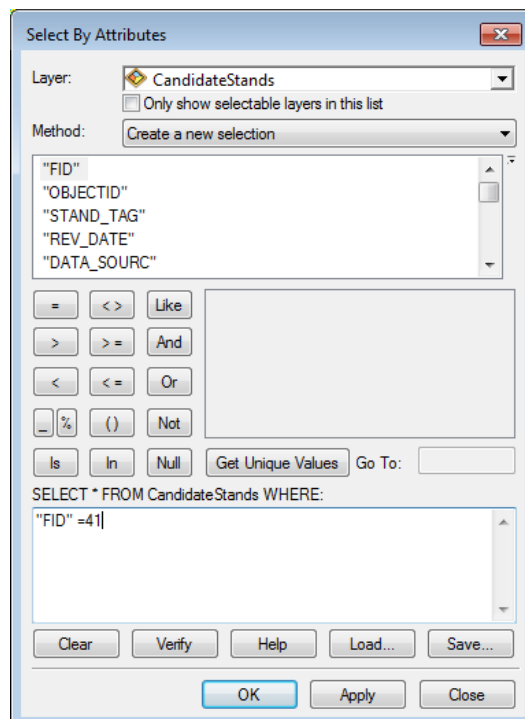 Select By Attributes
Layer: CandidateStands
Only show selectable layers in this list
Method: Create a new selection
"FID"
"OBJECTID"
"STAND_TAG"
"REV_DATE"
"DATA_SOURC"
= < > Like
> > = And
< < = Or
_ % ( ) Not
Is In Null Get Unique Values Go To:
SELECT * FROM CandidateStands WHERE:
"FID" =41
Clear Verify Help Load... Save...
OK Apply Close